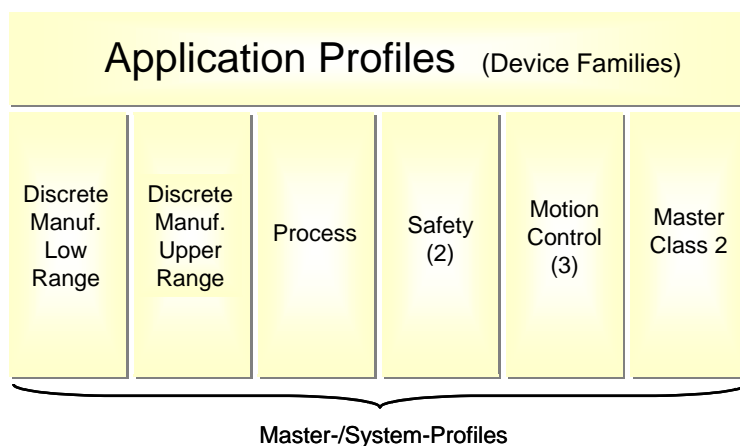 Application Profiles (Device Families)
Discrete
Manuf.
Low
Range
Discrete
Manuf.
Upper
Range
Process
Safety
(2)
Motion
Control
(3)
Master
Class 2
Master-/System-Profiles